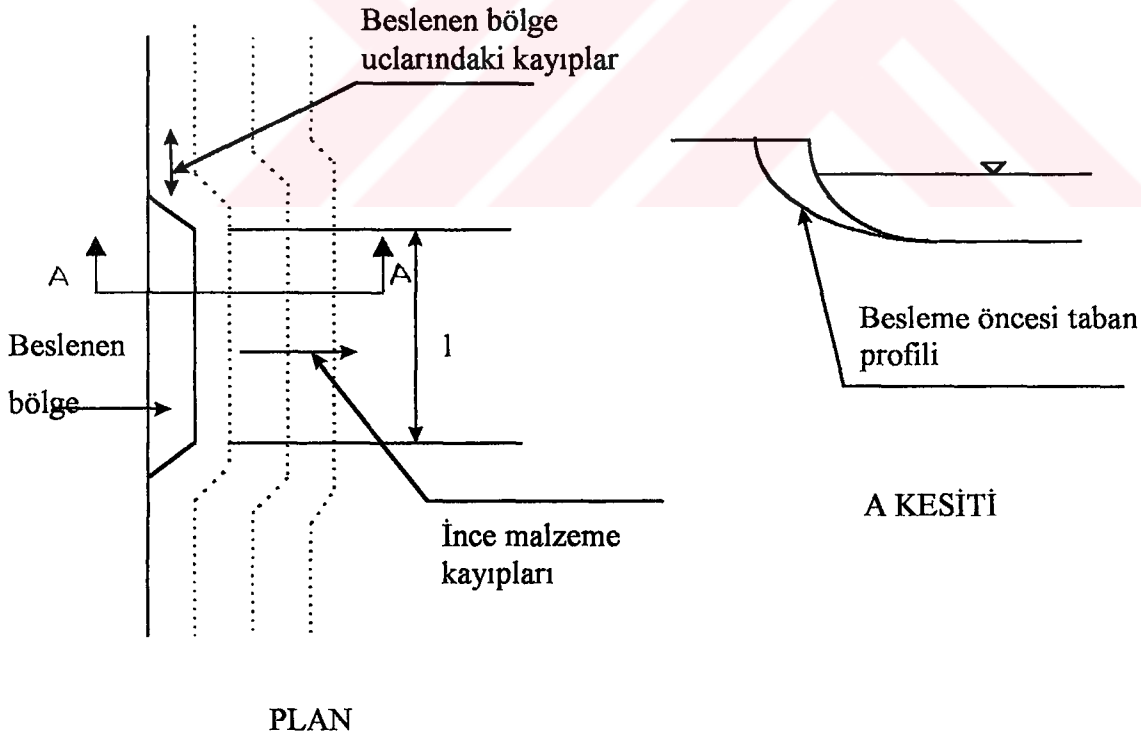 Beslenen bölge
uclarındaki kayıplar
A
A
Beslenen
bölge
l
İnce malzeme
kayıpları
PLAN
Besleme öncesi taban
profili
A KESİTİ